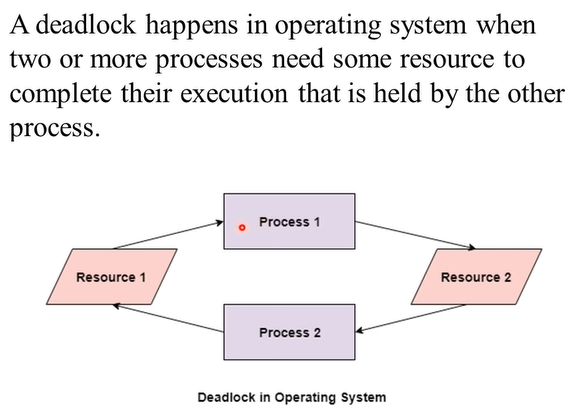 A deadlock happens in operating system when
two or more processes need some resource to
complete their execution that is held by the other
process.
Process 1
Resource 1
Resource 2
Process 2
Deadlock in Operating System